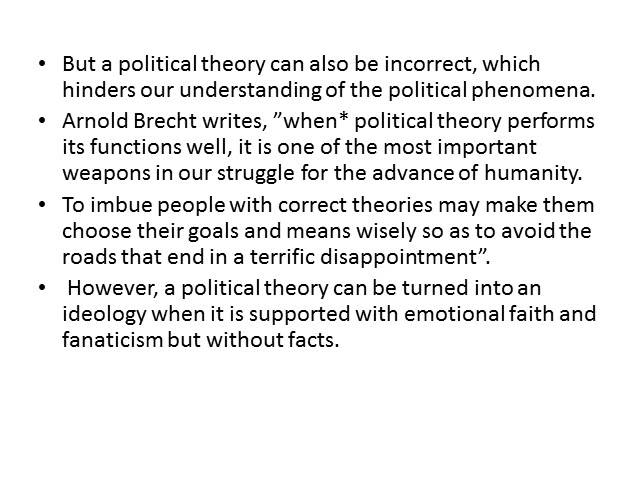 • But a political theory can also be incorrect, which
hinders our understanding of the political phenomena.
• Arnold Brecht writes, ”when* political theory performs
its functions well, it is one of the most important
weapons in our struggle for the advance of humanity.
• To imbue people with correct theories may make them
choose their goals and means wisely so as to avoid the
roads that end in a terrific disappointment”.
• However, a political theory can be turned into an
ideology when it is supported with emotional faith and
fanaticism but without facts.